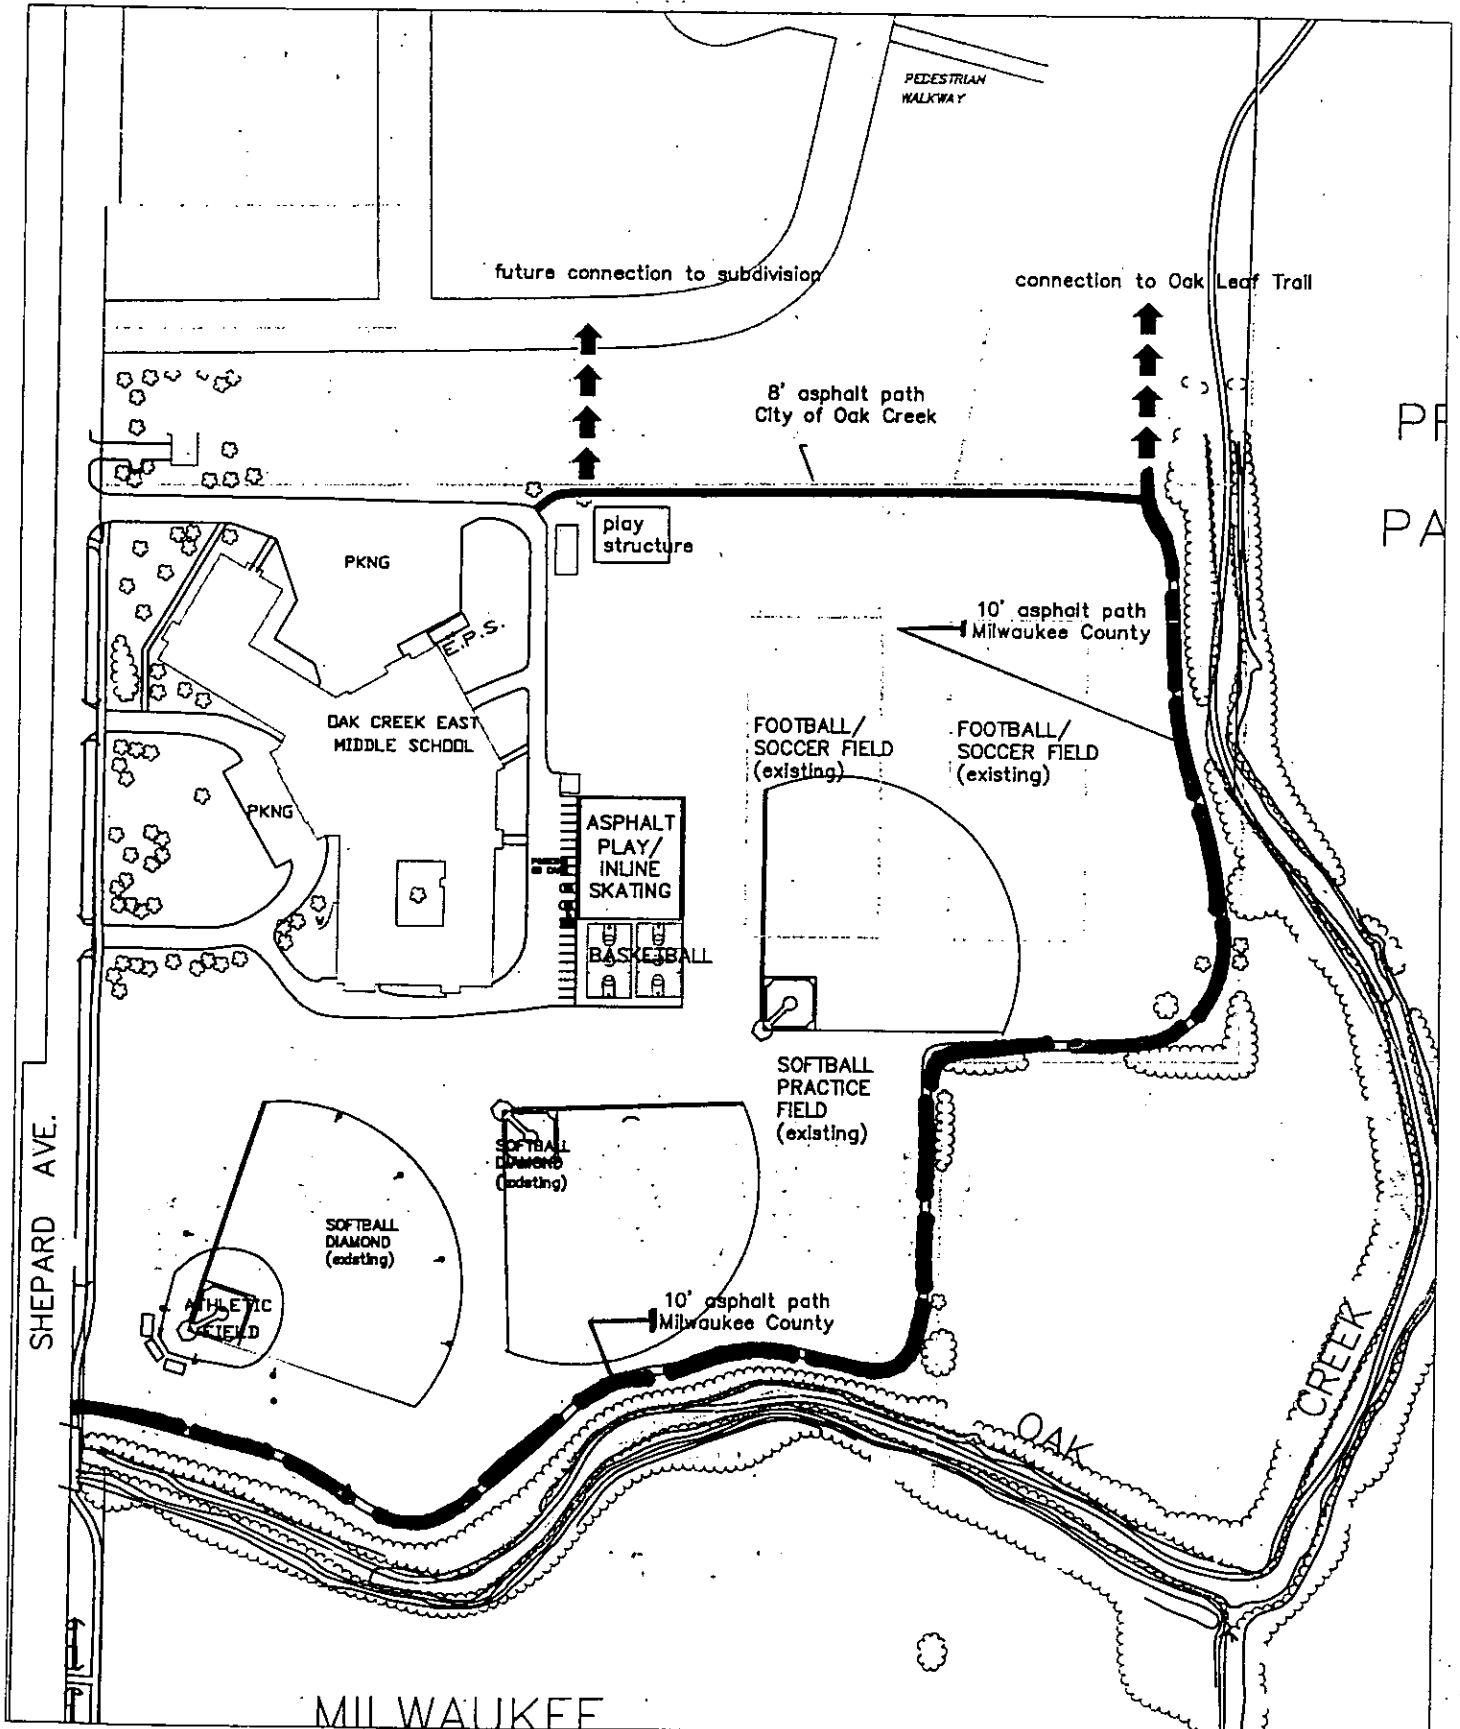 PEDESTRIAN
WALKWAY
future connection to subdivision
connection to Oak Leaf Trail
8' asphalt path
City of Oak Creek
PA
play
structure
PKNG
E.P.S.
10' asphalt path
Milwaukee County
OAK CREEK EAST
MIDDLE SCHOOL
FOOTBALL/
SOCCER FIELD
(existing)
FOOTBALL/
SOCCER FIELD
(existing)
PKNG
ASPHALT
PLAY/
INLINE
SKATING
BASKETBALL
SOFTBALL
PRACTICE
FIELD
(existing)
SOFTBALL
DIAMOND
(existing)
SOFTBALL
DIAMOND
(existing)
ATHLETIC
FIELD
10' asphalt path
Milwaukee County
SHEPARD AVE.
OAK
CREEK
MILWAUKEE